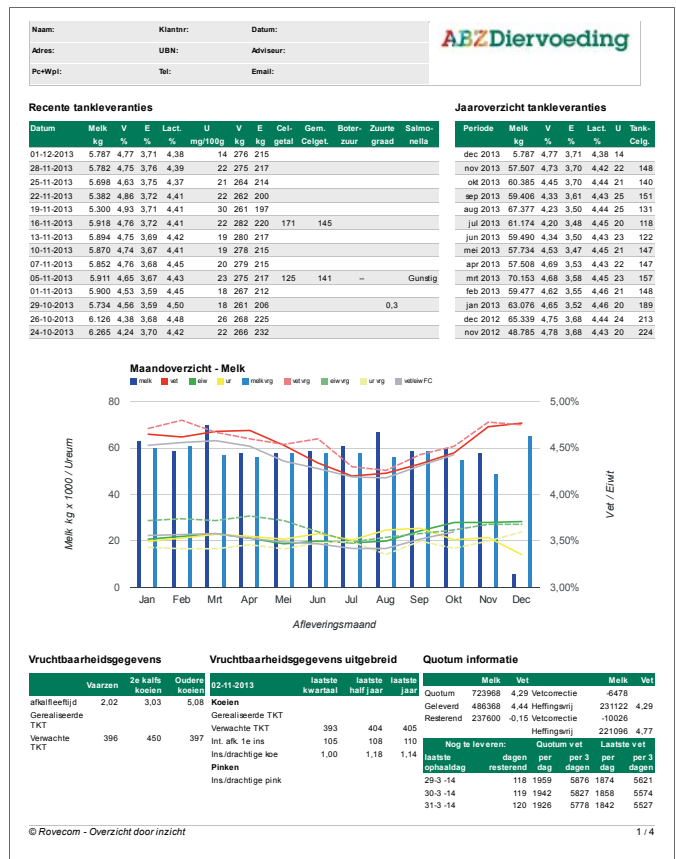 Naam: Klantnr: Datum:
Adres: UBN: Adviseur:
Pc+Wpl: Tel: Email:
ABZDiervoeding
Recente tankleveranties
Datum Melk V E Lact. U V E Cel- Gem. Boter- Zuurte Salmo-
kg % % % mg/100g kg kg getal Celget. zuur graad nella
01-12-2013 5.787 4,77 3,71 4,38 14 276 215
28-11-2013 5.782 4,75 3,76 4,39 22 275 217
25-11-2013 5.698 4,63 3,75 4,37 21 264 214
22-11-2013 5.382 4,86 3,72 4,41 22 262 200
19-11-2013 5.300 4,93 3,71 4,41 30 261 197
16-11-2013 5.918 4,76 3,72 4,41 22 282 220 171 145
13-11-2013 5.894 4,75 3,69 4,42 19 280 217
10-11-2013 5.870 4,74 3,67 4,41 19 278 215
07-11-2013 5.852 4,76 3,68 4,45 20 279 215
05-11-2013 5.911 4,65 3,67 4,43 23 275 217 125 141 -- Gunstig
01-11-2013 5.900 4,53 3,59 4,45 18 267 212
29-10-2013 5.734 4,56 3,59 4,50 18 261 206 0,3
26-10-2013 6.126 4,38 3,68 4,48 26 268 225
24-10-2013 6.265 4,24 3,70 4,42 22 266 232
Jaaroverzicht tankleveranties
Periode Melk V E Lact. U Tank-
kg % % % Celg.
dec 2013 5.787 4,77 3,71 4,38 14
nov 2013 57.507 4,73 3,70 4,42 22 148
okt 2013 60.385 4,45 3,70 4,44 21 140
sep 2013 59.406 4,33 3,61 4,43 25 151
aug 2013 67.377 4,23 3,50 4,44 25 131
jul 2013 61.174 4,20 3,48 4,45 20 118
jun 2013 59.490 4,34 3,50 4,43 23 122
mei 2013 57.734 4,53 3,47 4,45 21 147
apr 2013 57.508 4,69 3,53 4,43 22 147
mrt 2013 70.153 4,68 3,58 4,45 23 157
feb 2013 59.477 4,62 3,55 4,46 21 148
jan 2013 63.076 4,65 3,52 4,46 20 189
dec 2012 65.339 4,75 3,68 4,44 24 213
nov 2012 48.785 4,78 3,68 4,43 20 224
Maandoverzicht - Melk
melk vet eiw ur melkvrg vetvrg eiwvrg ur vrg vet/eiw FC
80 5,00%
60 4,50%
40 4,00%
20 3,50%
0 3,00%
Melk kg x 1000 / Ureum
Vet / Eiwit
Jan Feb Mrt Apr Mei Jun Jul Aug Sep Okt Nov Dec
Afleveringsmaand
Vruchtbaarheidsgegevens
Vaarzen 2e kalfs koeien Oudere koeien
afkalfleeftijd 2,02 3,03 5,08
Gerealiseerde
TKT
Verwachte 396 450 397
TKT
Vruchtbaarheidsgegevens uitgebreid
02-11-2013 laatste kwartaal laatste half jaar laatste jaar
Koeien
Gerealiseerde TKT
Verwachte TKT 393 404 405
Int. afk. 1e ins 105 108 110
Ins/drachtige koe 1,00 1,18 1,14
Pinken
Ins./drachtige pink
Quotum informatie
Melk Vet Melk Vet
Quotum 723968 4,29 Vetcorrectie -6478
Geleverd 486368 4,44 Heffingsvrij 231122 4,29
Resterend 237600 -0,15 Vetcorrectie -10026
Heffingsvrij 221096 4,77
Nog te leveren: Quotum vet Laatste vet
laatste dagen per per 3 per per 3
ophaaldag resterend dag dagen dag dagen
29-3 -14 118 1959 5876 1874 5621
30-3 -14 119 1942 5827 1858 5574
31-3 -14 120 1926 5778 1842 5527
© Rovecom - Overzicht door inzicht 1 / 4